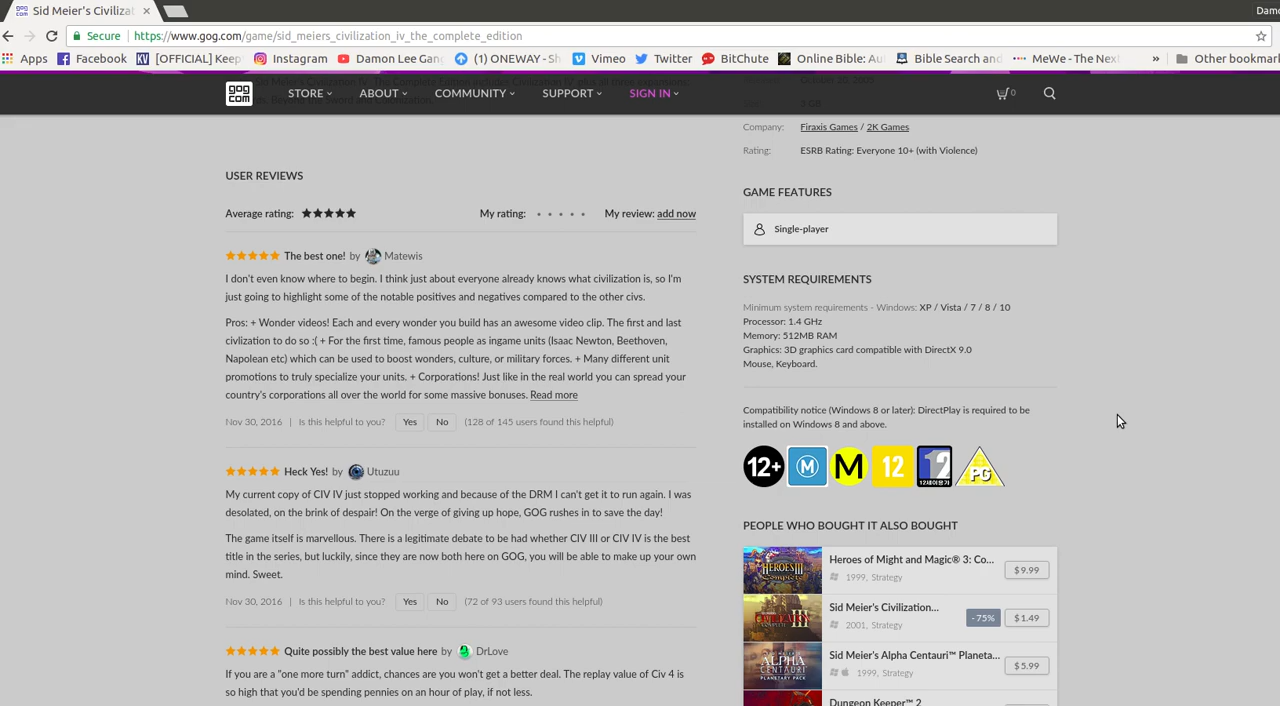 Sid Meier's Civilizat
Damo
Secure
https://www.gog.com/game/sid_meiers_civilization_iv_the_complete_edition
Apps
Facebook
[OFFICIAL] Keep
Instagram
Damon Lee Gang
(1) ONEWAY - Sh
Vimeo
Twitter
BitChute
Online Bible: Au
Bible Search and
MeWe - The Next
»
Other bookmark
gog
com
STORE
ABOUT
COMMUNITY
SUPPORT
SIGN IN
0
Company: Firaxis Games / 2K Games
Rating: ESRB Rating: Everyone 10+ (with Violence)
USER REVIEWS
Average rating:
My rating:
My review: add now
The best one! by Matewis
I don't even know where to begin. I think just about everyone already knows what civilization is, so I'm
just going to highlight some of the notable positives and negatives compared to the other civs.
Pros: + Wonder videos! Each and every wonder you build has an awesome video clip. The first and last
civlization to do so :( + For the first time, famous people as ingame units (Isaac Newton, Beethoven,
Napolean etc) which can be used to boost wonders, culture, or military forces. + Many different unit
promotions to truly specialize your units. + Corporations! Just like in the real world you can spread your
country's corporations all over the world for some massive bonuses. Read more
Nov 30, 2016 | Is this helpful to you? Yes No (128 of 145 users found this helpful)
Heck Yes! by Utuzuu
My current copy of CIV IV just stopped working and because of the DRM I can't get it to run again. I was
desolated, on the brink of despair! On the verge of giving up hope, GOG rushes in to save the day!
The game itself is marvellous. There is a legitimate debate to be had whether CIV III or CIV IV is the best
title in the series, but luckily, since they are now both here on GOG, you will be able to make up your own
mind. Sweet.
Nov 30, 2016 | Is this helpful to you? Yes No (72 of 93 users found this helpful)
Quite possibly the best value here by DrLove
If you are a "one more turn" addict, chances are you won't get a better deal. The replay value of Civ 4 is
so high that you'd be spending pennies on an hour of play, if not less.
GAME FEATURES
Single-player
SYSTEM REQUIREMENTS
Minimum system requirements - Windows: XP / Vista / 7 / 8 / 10
Processor: 1.4 GHz
Memory: 512MB RAM
Graphics: 3D graphics card compatible with DirectX 9.0
Mouse, Keyboard.
Compatibility notice (Windows 8 or later): DirectPlay is required to be
installed on Windows 8 and above.
12+
M
M
12
12
12세이용가
PG
PEOPLE WHO BOUGHT IT ALSO BOUGHT
HEROES III
Heroes of Might and Magic® 3: Co...
1999, Strategy
$ 9.99
CIVILIZATION III
Sid Meier's Civilization...
2001, Strategy
-75%
$ 1.49
ALPHA CENTAURI
PLANETARY PACK
Sid Meier's Alpha Centauri™ Planeta...
1999, Strategy
$ 5.99
Dungeon Keeper™ 2